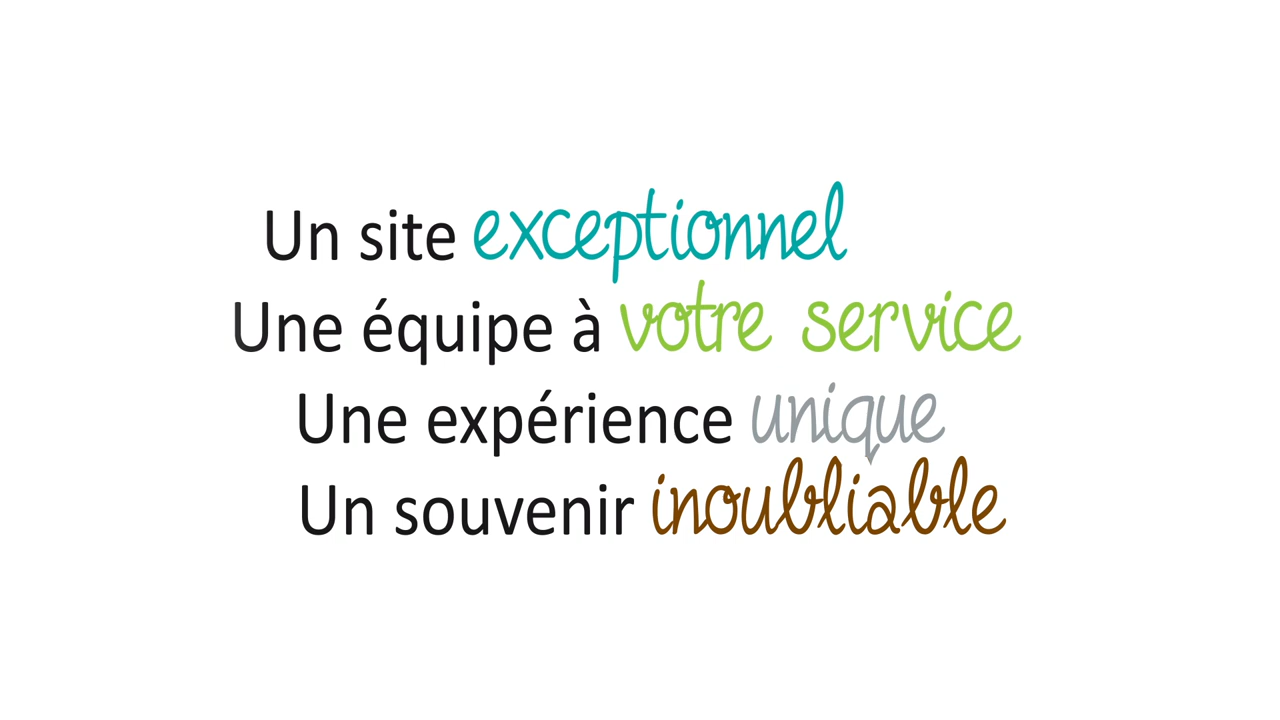 Un site exceptionnel
Une équipe à votre service
Une expérience unique
Un souvenir inoubliable